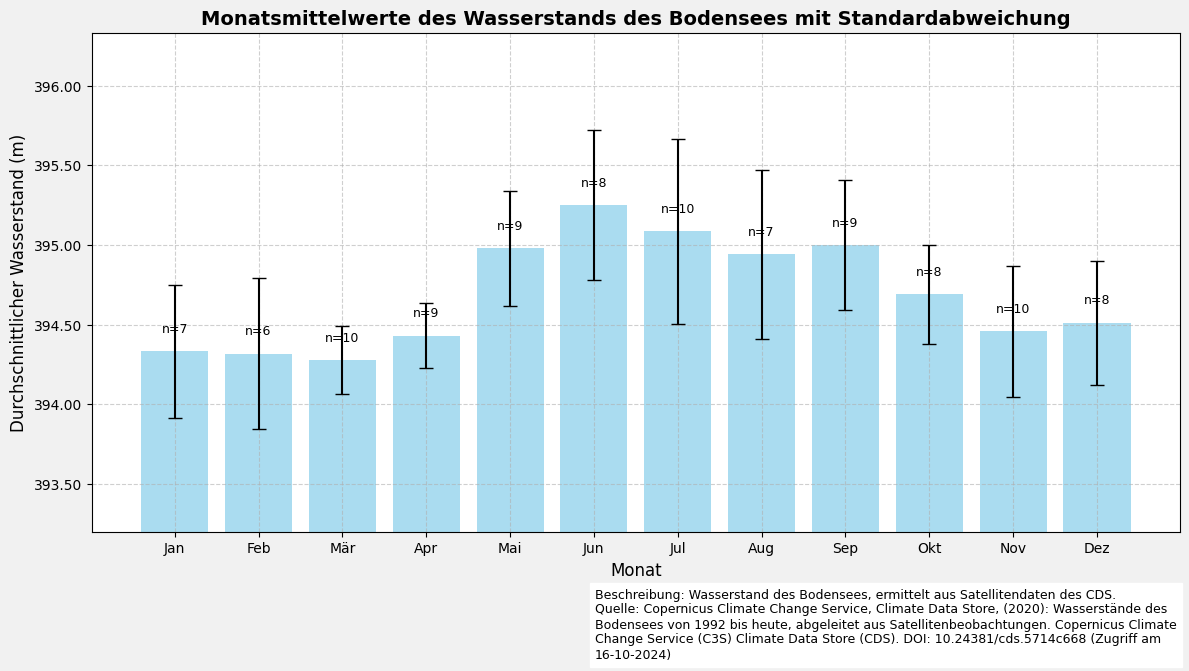 Monatsmittelwerte des Wasserstands des Bodensees mit Standardabweichung
Durchschnittlicher Wasserstand (m)
396.00
395.50
395.00
394.50
394.00
393.50
n=7
n=6
n=10
n=9
n=9
n=8
n=10
n=7
n=9
n=8
n=10
n=8
Jan
Feb
Mär
Apr
Mai
Jun
Jul
Aug
Sep
Okt
Nov
Dez
Monat
Beschreibung: Wasserstand des Bodensees, ermittelt aus Satellitendaten des CDS.
Quelle: Copernicus Climate Change Service, Climate Data Store, (2020): Wasserstände des
Bodensees von 1992 bis heute, abgeleitet aus Satellitenbeobachtungen. Copernicus Climate
Change Service (C3S) Climate Data Store (CDS). DOI: 10.24381/cds.5714c668 (Zugriff am
16-10-2024)